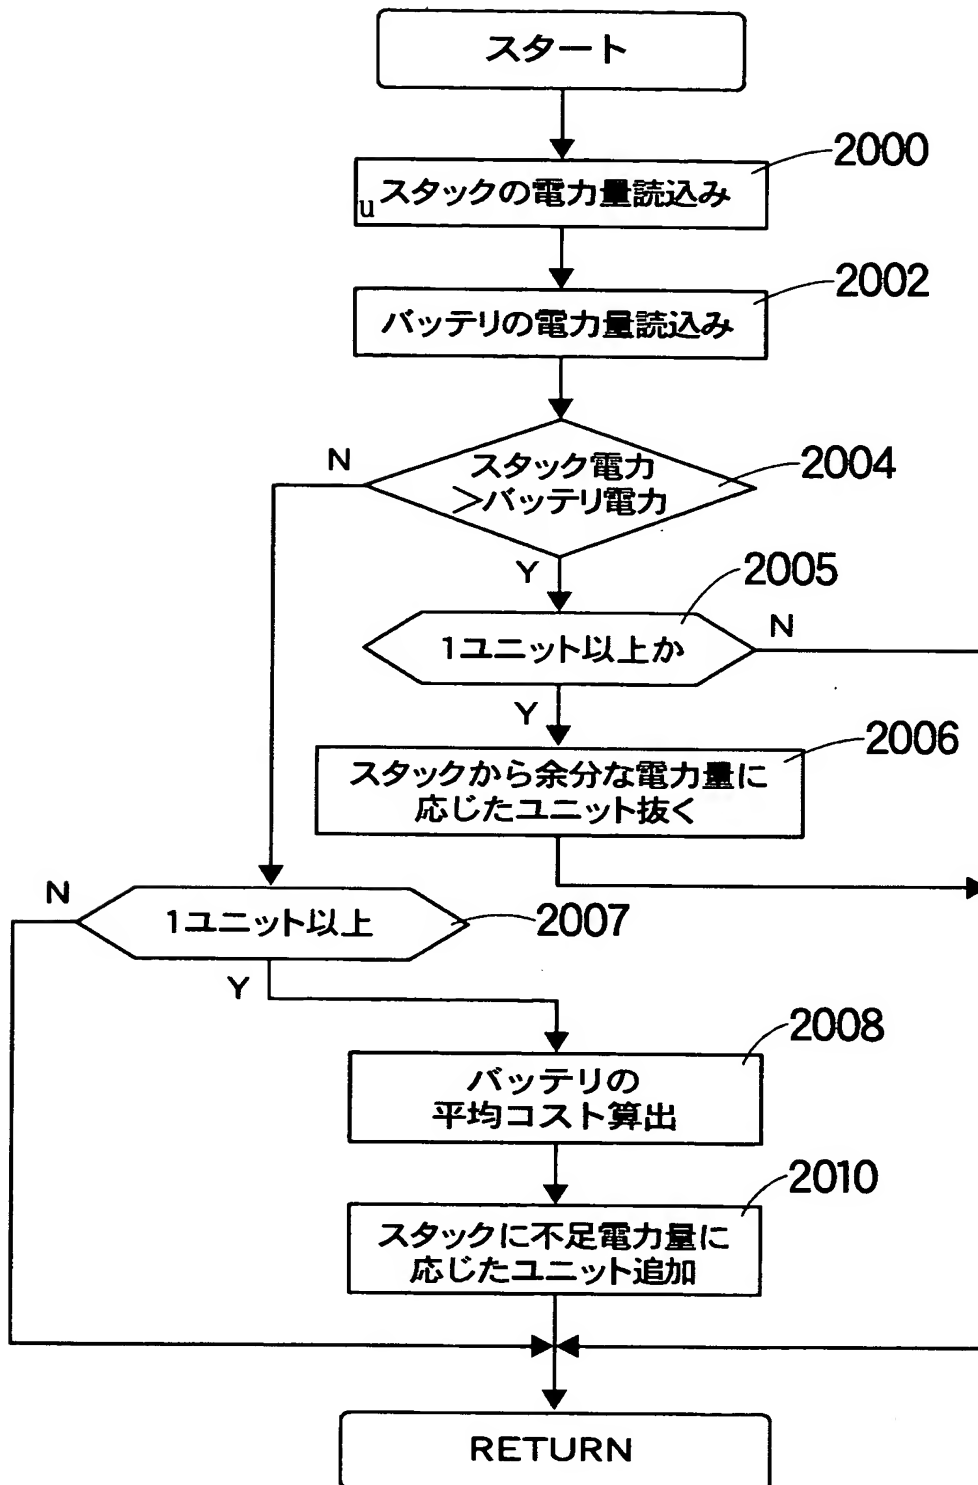 スタート
2000
u スタックの電力量読込み
2002
バッテリの電力量読込み
N
スタック電力
>バッテリ電力
2004
Y
2005
1ユニット以上か
N
Y
2006
スタックから余分な電力量に
応じたユニット抜く
N
1ユニット以上
2007
Y
2008
バッテリの
平均コスト算出
2010
スタックに不足電力量に
応じたユニット追加
RETURN